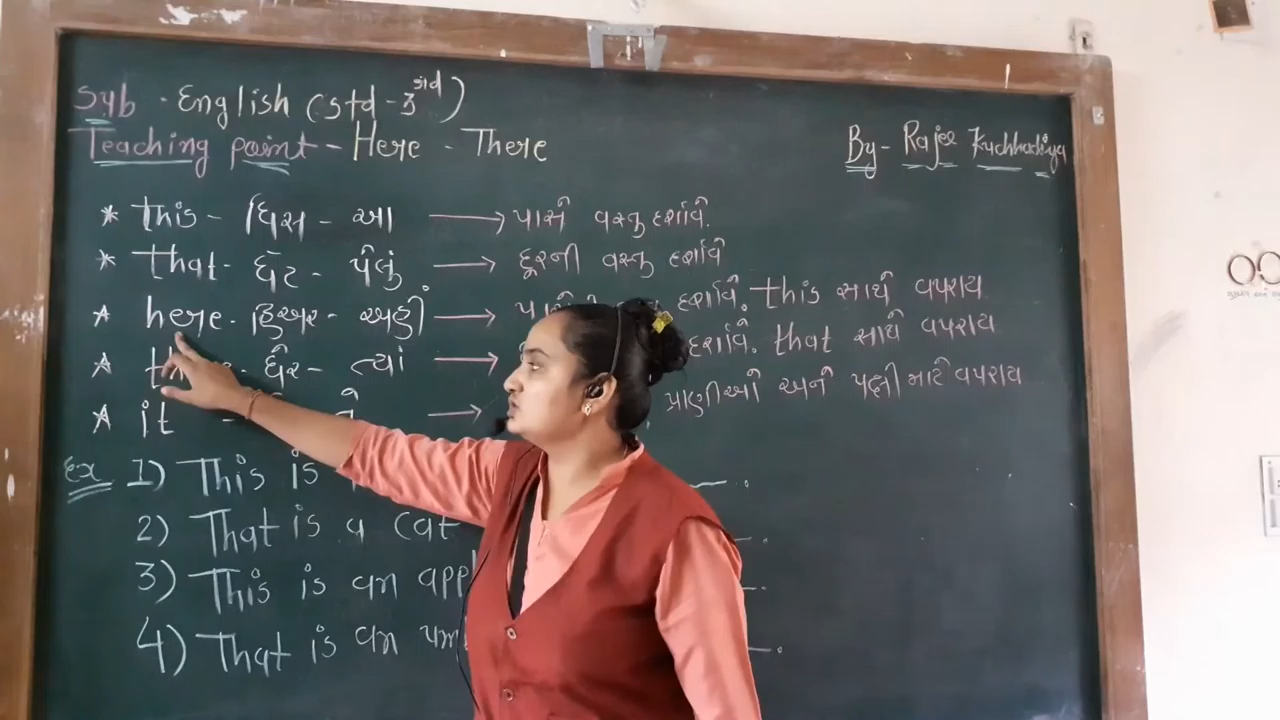 Sub - English (std - 3rd)
Teaching point - Here - There
By - Rajee Kuchhadiya
* this - ધિસ - આ → પાસે વસ્તુ દર્શાવે.
* that - ધેટ - પેલું → દૂરની વસ્તુ દર્શાવે
* here - હિઅર - અહીં → દર્શાવે. this સાથે વપરાય
* - ધેર - ત્યાં → દર્શાવે. that સાથે વપરાય
* it - → પ્રાણીઓ અને પક્ષી માટે વપરાય
Ex 1) This is
2) That is a cat
3) This is an
4) That is an